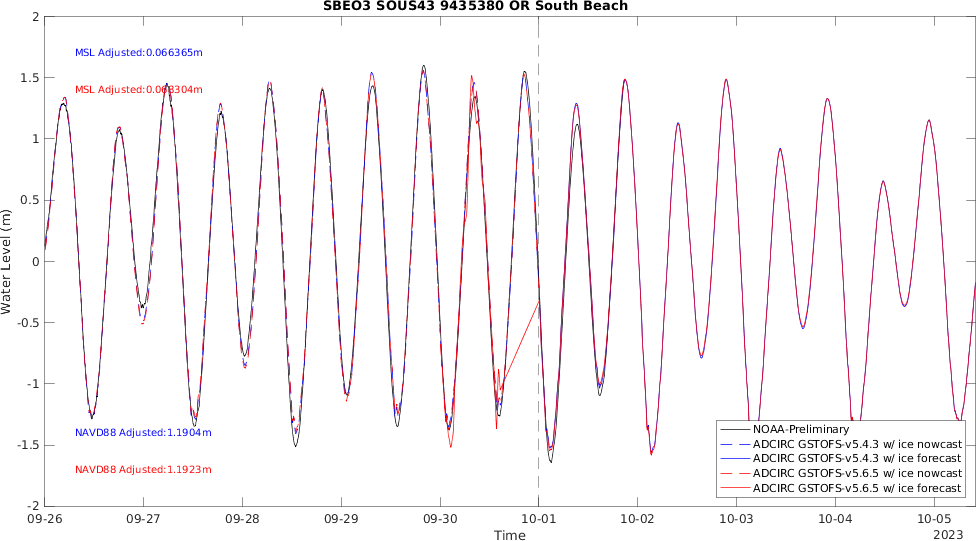 SBEO3 SOUS43 9435380 OR South Beach
2
1.5
1
0.5
0
-0.5
-1
-1.5
-2
Water Level (m)
MSL Adjusted:0.066365m
MSL Adjusted:0.068304m
NAVD88 Adjusted:1.1904m
NAVD88 Adjusted:1.1923m
NOAA-Preliminary
ADCIRC GSTOFS-v5.4.3 w/ ice nowcast
ADCIRC GSTOFS-v5.4.3 w/ ice forecast
ADCIRC GSTOFS-v5.6.5 w/ ice nowcast
ADCIRC GSTOFS-v5.6.5 w/ ice forecast
09-26 09-27 09-28 09-29 09-30 10-01 10-02 10-03 10-04 10-05
Time
2023